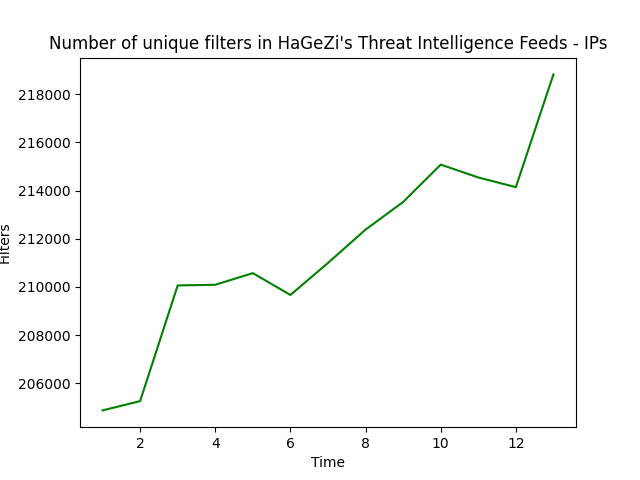 Number of unique filters in HaGeZi's Threat Intelligence Feeds - IPs
218000
216000
214000
212000
210000
208000
206000
Filters
2 4 6 8 10 12
Time